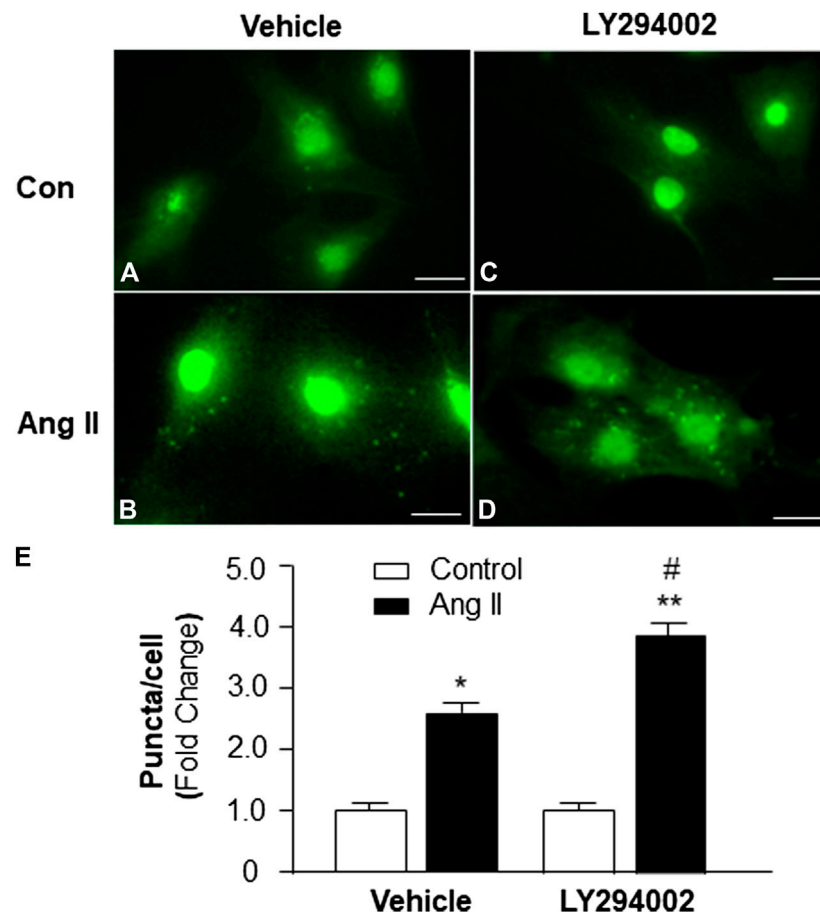 Vehicle LY294002
Con
A C
Ang II
B D
E
5.0
4.0
3.0
2.0
1.0
0
Puncta/cell
(Fold Change)
Control
Ang II
*
#
**
Vehicle LY294002